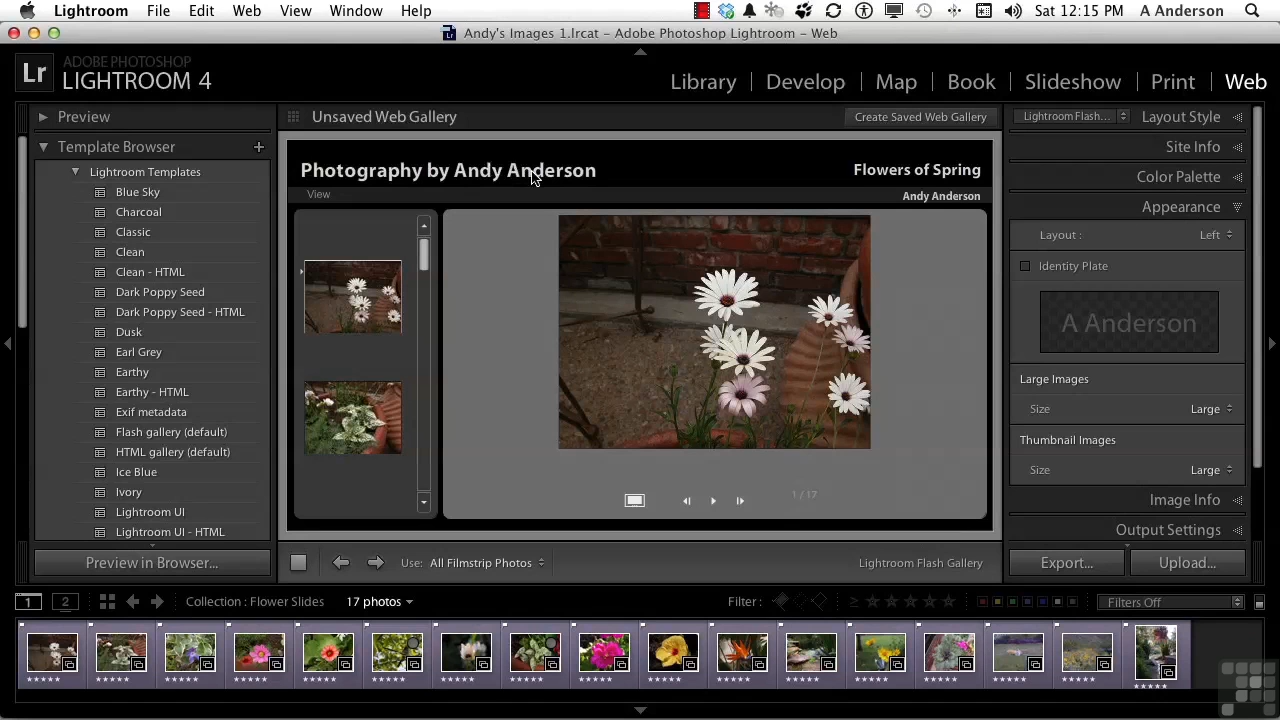 Lightroom File Edit Web View Window Help Sat 12:15 PM A Anderson
Andy's Images 1.lrcat - Adobe Photoshop Lightroom - Web
Lr
ADOBE PHOTOSHOP
LIGHTROOM 4
Library Develop Map Book Slideshow Print Web
Preview
Template Browser
Lightroom Templates
Blue Sky
Charcoal
Classic
Clean
Clean - HTML
Dark Poppy Seed
Dark Poppy Seed - HTML
Dusk
Earl Grey
Earthy
Earthy - HTML
Exif metadata
Flash gallery (default)
HTML gallery (default)
Ice Blue
Ivory
Lightroom UI
Lightroom UI - HTML
Preview in Browser...
Unsaved Web Gallery Create Saved Web Gallery
Photography by Andy Anderson Flowers of Spring
View Andy Anderson
1 / 17
Use: All Filmstrip Photos Lightroom Flash Gallery
Lightroom Flash... Layout Style
Site Info
Color Palette
Appearance
Layout : Left
Identity Plate
A Anderson
Large Images
Size Large
Thumbnail Images
Size Large
Image Info
Output Settings
Export... Upload...
1 2 Collection : Flower Slides 17 photos Filter : Filters Off